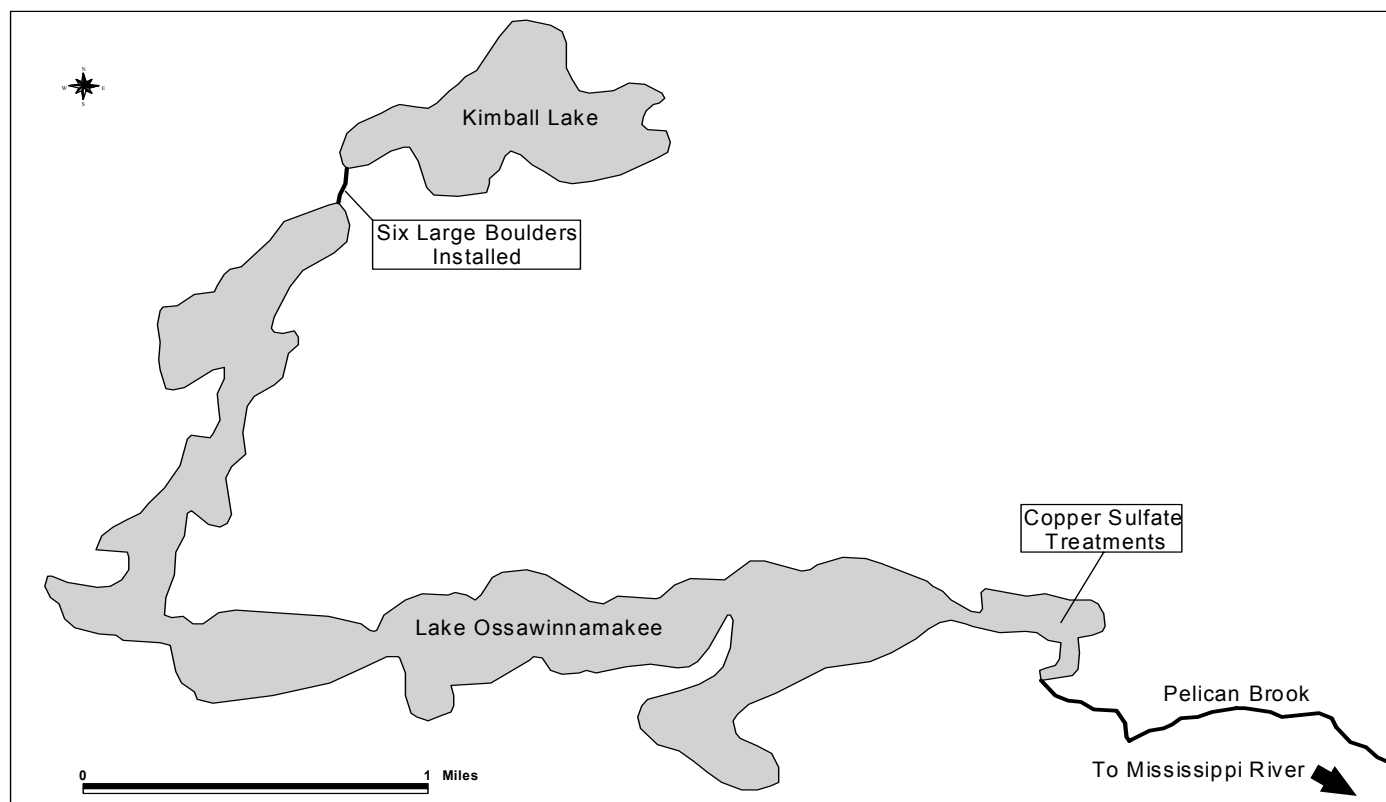 N
W E
S
Kimball Lake
Six Large Boulders
Installed
Copper Sulfate
Treatments
Lake Ossawinnamakee
Pelican Brook
To Mississippi River
0 1 Miles